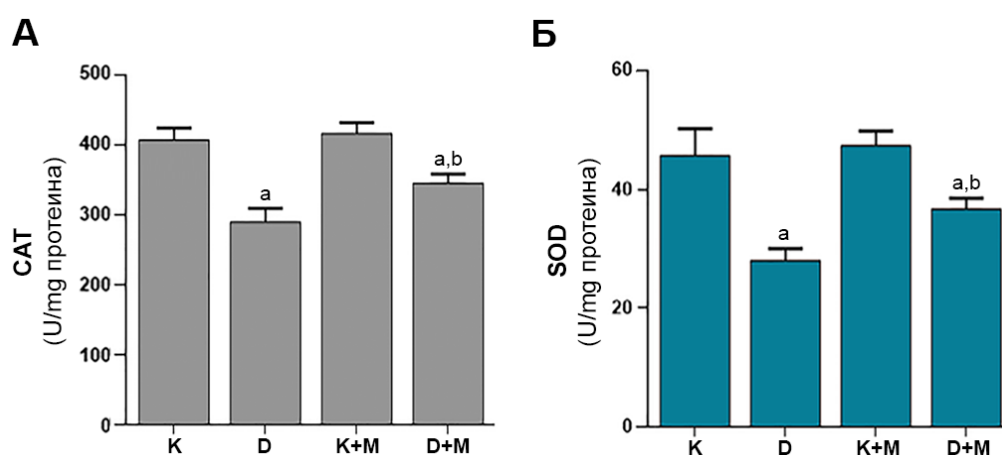 А
CAT
(U/mg протеина)
500
400
300
200
100
0
a
a,b
K
D
K+M
D+M
Б
SOD
(U/mg протеина)
60
40
20
0
a
a,b
K
D
K+M
D+M